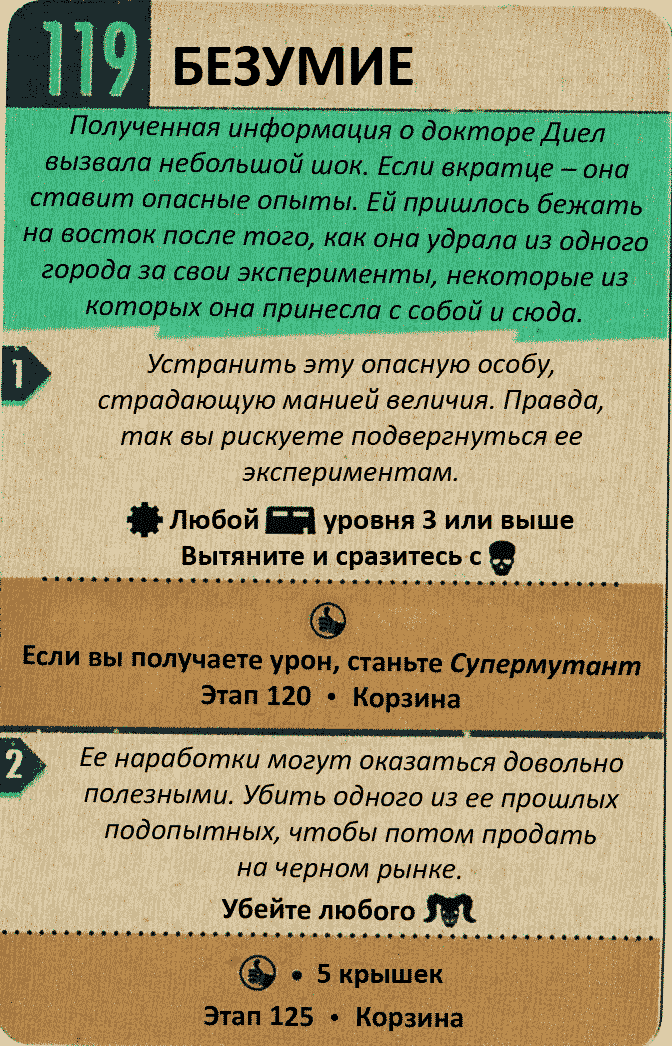 119
БЕЗУМИЕ
Полученная информация о докторе Диел
вызвала небольшой шок. Если вкратце – она
ставит опасные опыты. Ей пришлось бежать
на восток после того, как она удрала из одного
города за свои эксперименты, некоторые из
которых она принесла с собой и сюда.
1
Устранить эту опасную особу,
страдающую манией величия. Правда,
так вы рискуете подвергнуться ее
экспериментам.
Любой уровня 3 или выше
Вытяните и сразитесь с
Если вы получаете урон, станьте Супермутант
Этап 120 • Корзина
2
Ее наработки могут оказаться довольно
полезными. Убить одного из ее прошлых
подопытных, чтобы потом продать
на черном рынке.
Убейте любого
• 5 крышек
Этап 125 • Корзина